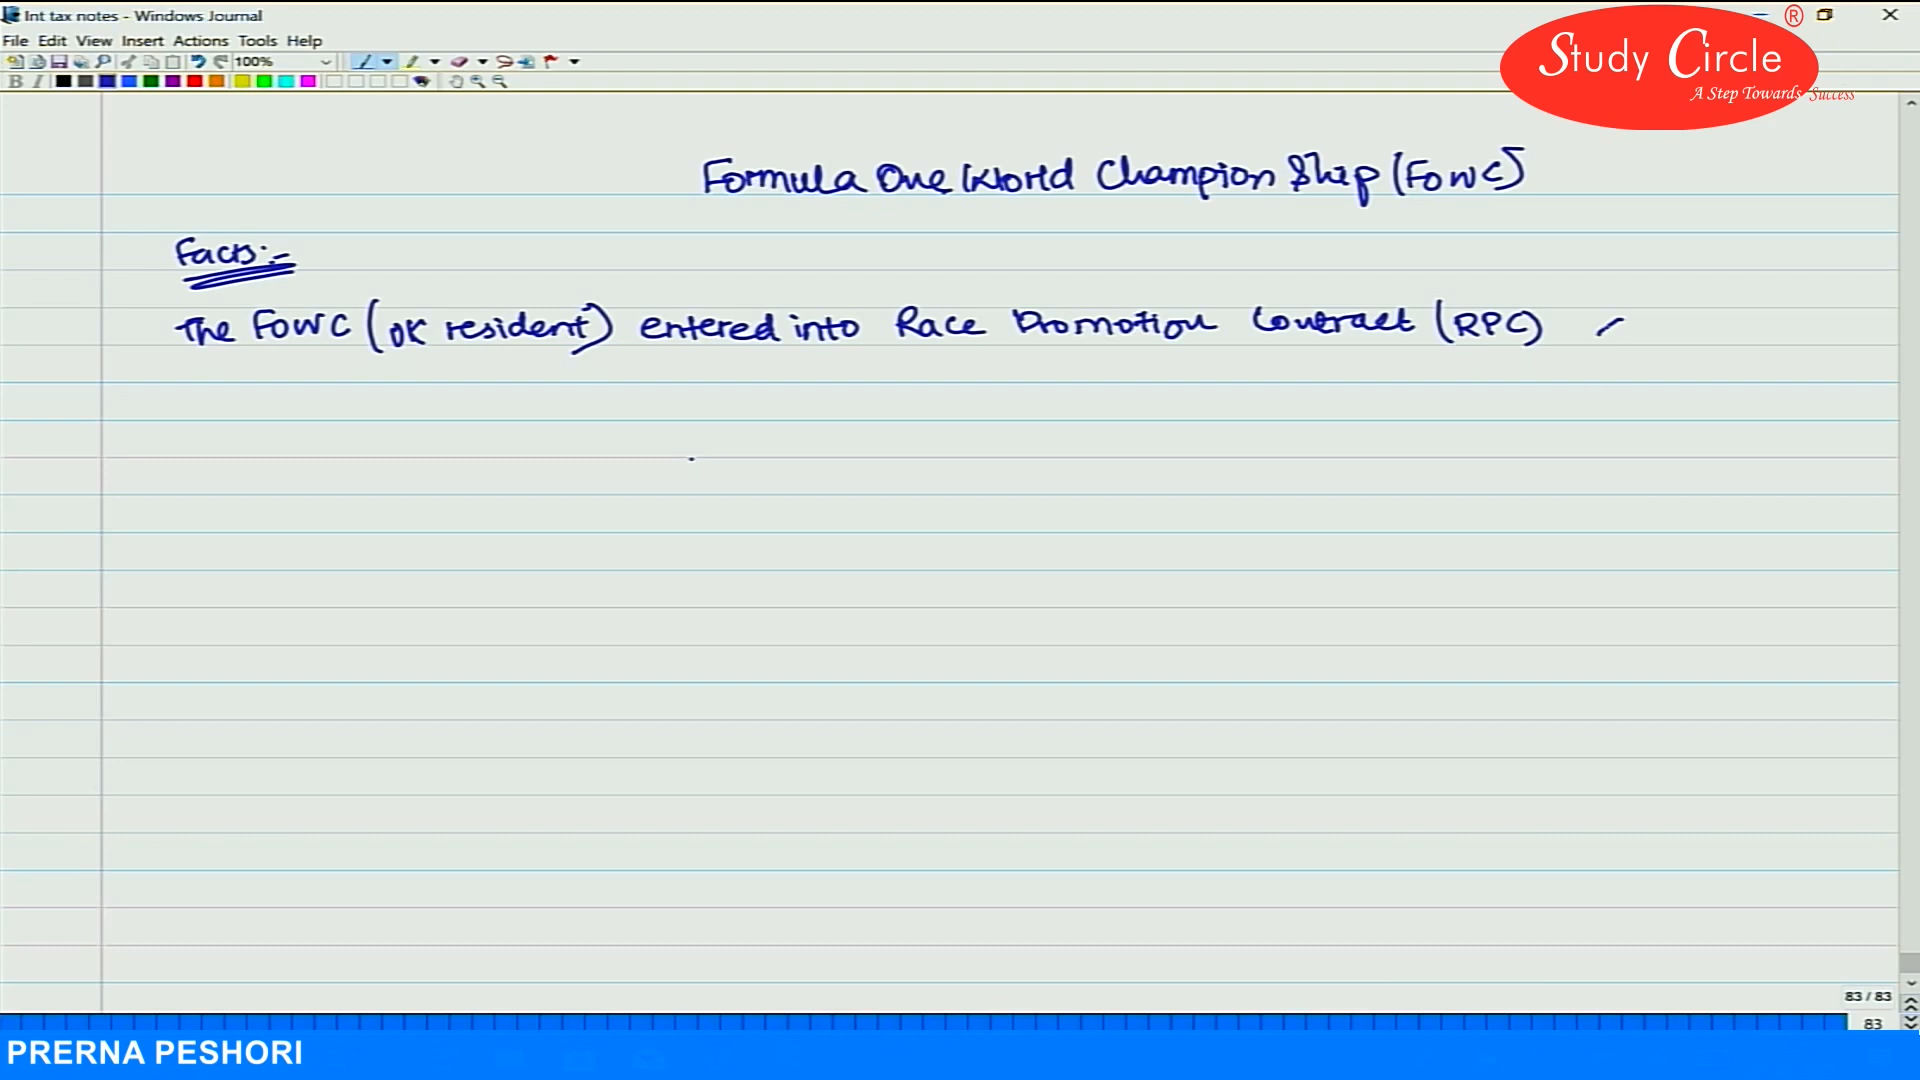 Int tax notes - Windows Journal
File Edit View Insert Actions Tools Help
100%
B I
Study Circle ®
A Step Towards Success
Formula One World Champion Ship (FOWC)
Facts:-
The FOWC (UK resident) entered into Race Promotion Contract (RPC)
83 / 83
83
PRERNA PESHORI